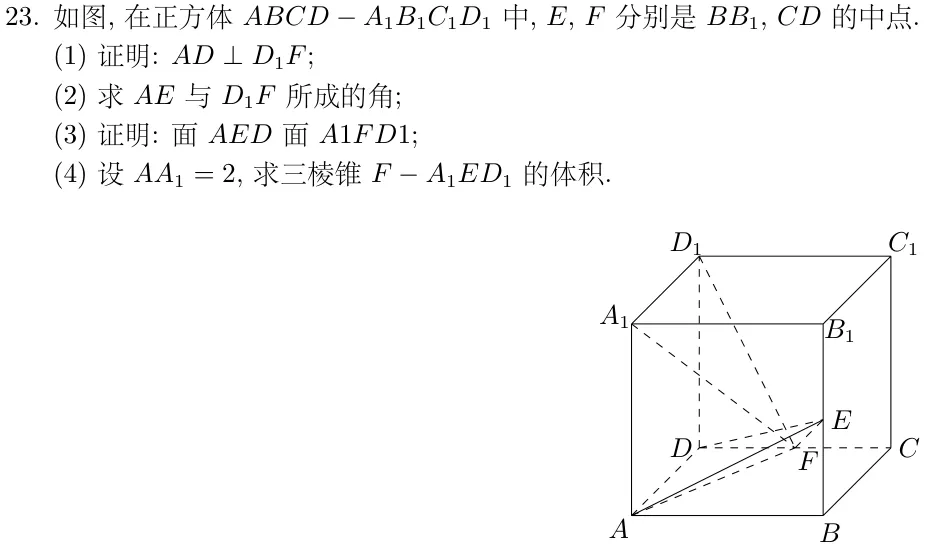 23. 如图, 在正方体 ABCD − A₁B₁C₁D₁ 中, E, F 分别是 BB₁, CD 的中点.
(1) 证明: AD ⊥ D₁F;
(2) 求 AE 与 D₁F 所成的角;
(3) 证明: 面 AED 面 A1FD1;
(4) 设 AA₁ = 2, 求三棱锥 F − A₁ED₁ 的体积.
D₁ C₁
A₁ B₁
E
D F C
A B